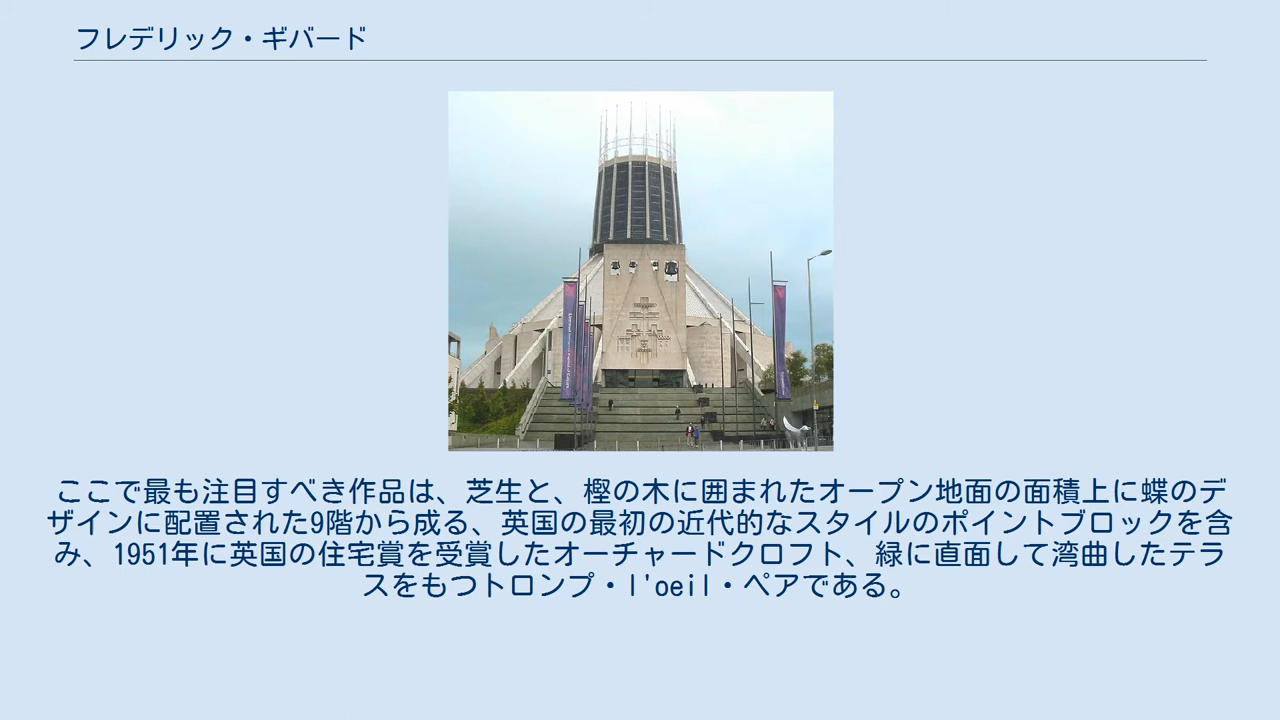 フレデリック・ギバード
ここで最も注目すべき作品は、芝生と、樫の木に囲まれたオープン地面の面積上に蝶のデ
ザインに配置された9階から成る、英国の最初の近代的なスタイルのポイントブロックを含
み、1951年に英国の住宅賞を受賞したオーチャードクロフト、緑に直面して湾曲したテラ
スをもつトロンプ・l'oeil・ペアである。